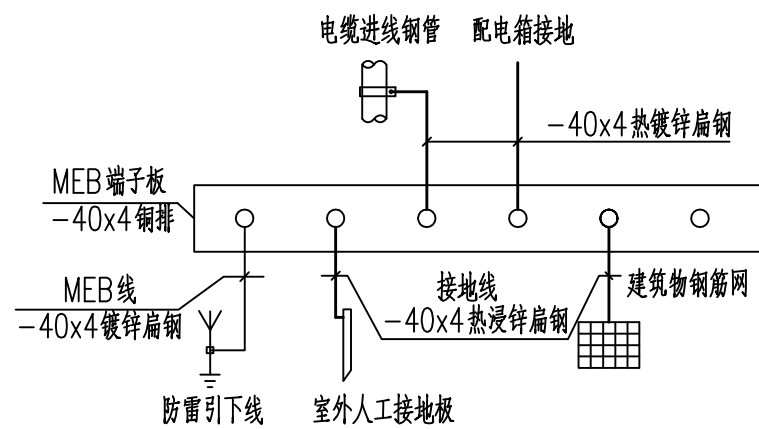 电缆进线钢管
配电箱接地
-40x4热镀锌扁钢
MEB端子板
-40x4铜排
MEB线
-40x4镀锌扁钢
接地线
-40x4热浸锌扁钢
建筑物钢筋网
防雷引下线
室外人工接地极